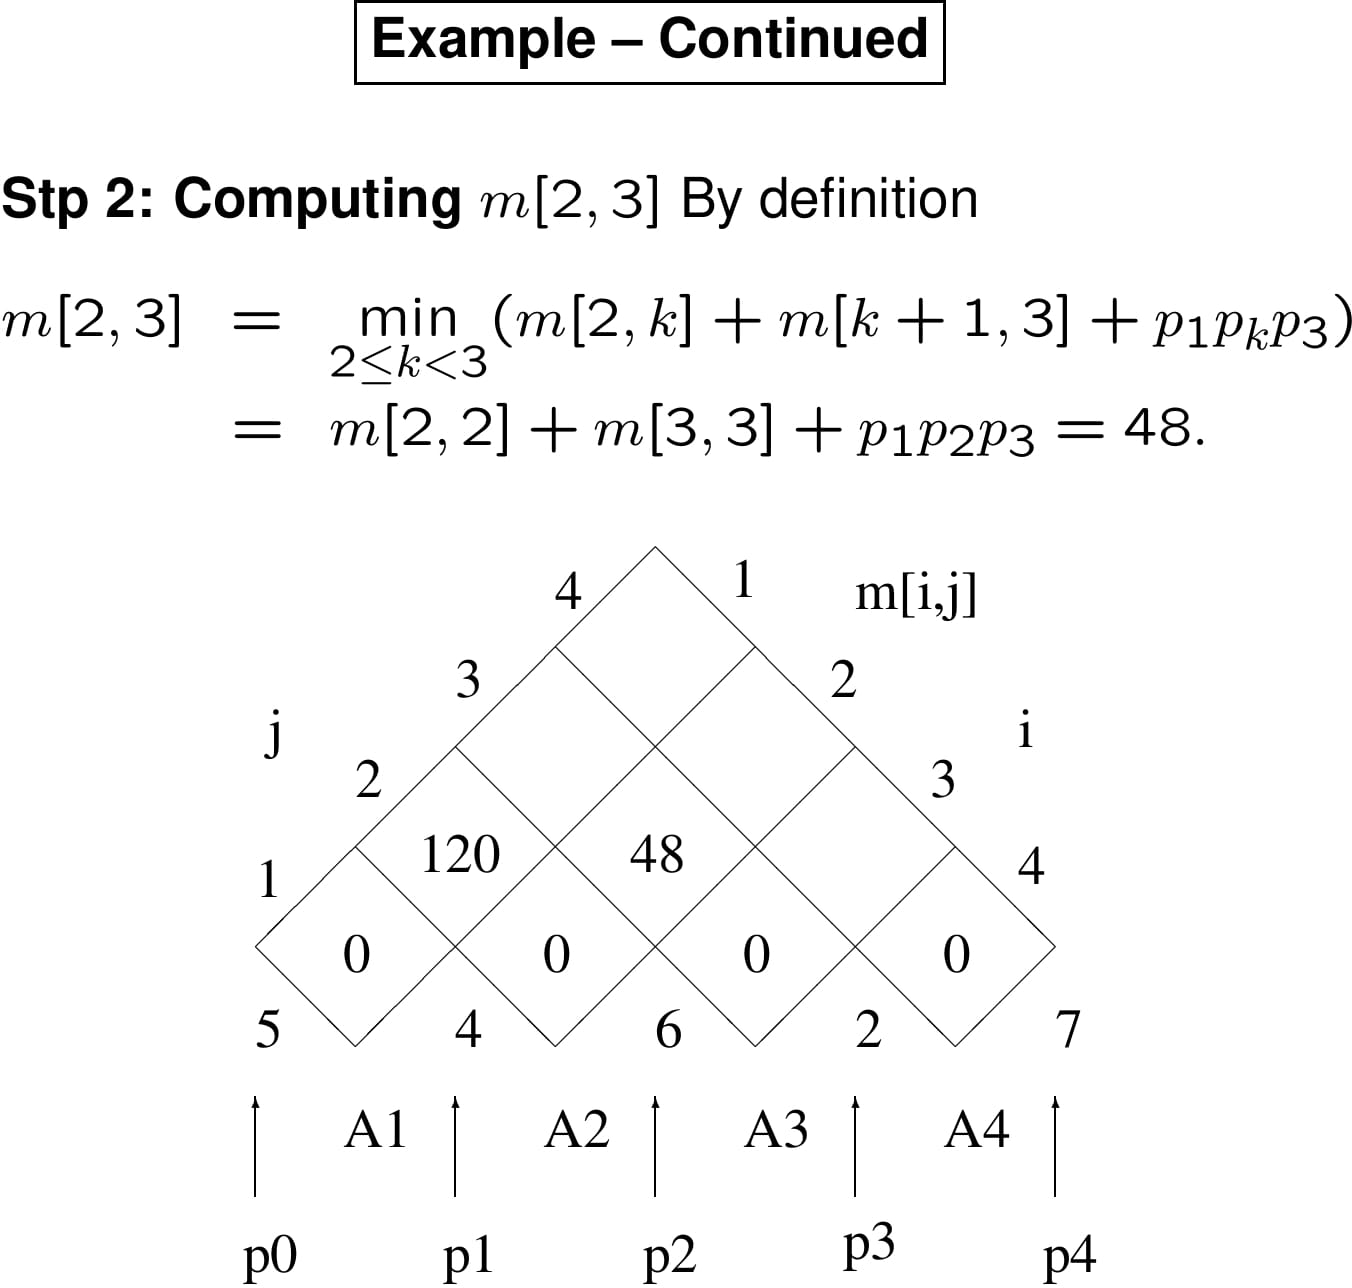 Example – Continued
Stp 2: Computing m[2, 3] By definition
m[2, 3] = min (m[2, k] + m[k + 1, 3] + p1pkp3)
2≤k<3
= m[2, 2] + m[3, 3] + p1p2p3 = 48.
4 1 m[i,j]
3 2
j i
2 3
120 48
1 4
0 0 0 0
5 4 6 2 7
A1 A2 A3 A4
p0 p1 p2 p3 p4